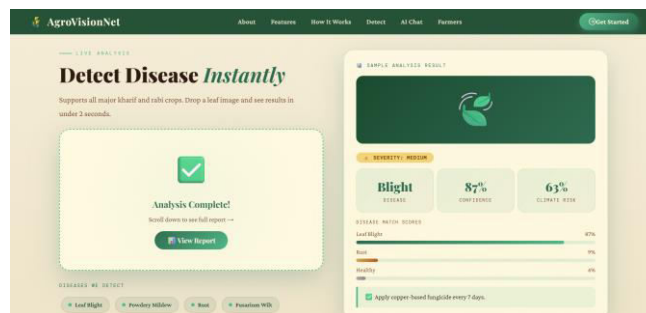 AgroVisionNet
About Features How It Works Detect AI Chat Farmers
Get Started
LIVE ANALYSIS
Detect Disease Instantly
Supports all major kharif and rabi crops. Drop a leaf image and see results in
under 2 seconds.
Analysis Complete!
Scroll down to see full report →
View Report
DISEASES WE DETECT
Leaf Blight
Powdery Mildew
Rust
Fusarium Wilt
SAMPLE ANALYSIS RESULT
SEVERITY: MEDIUM
Blight
DISEASE
87%
CONFIDENCE
63%
CLIMATE RISK
DISEASE MATCH SCORES
Leaf Blight 87%
Rust 9%
Healthy 4%
Apply copper-based fungicide every 7 days.